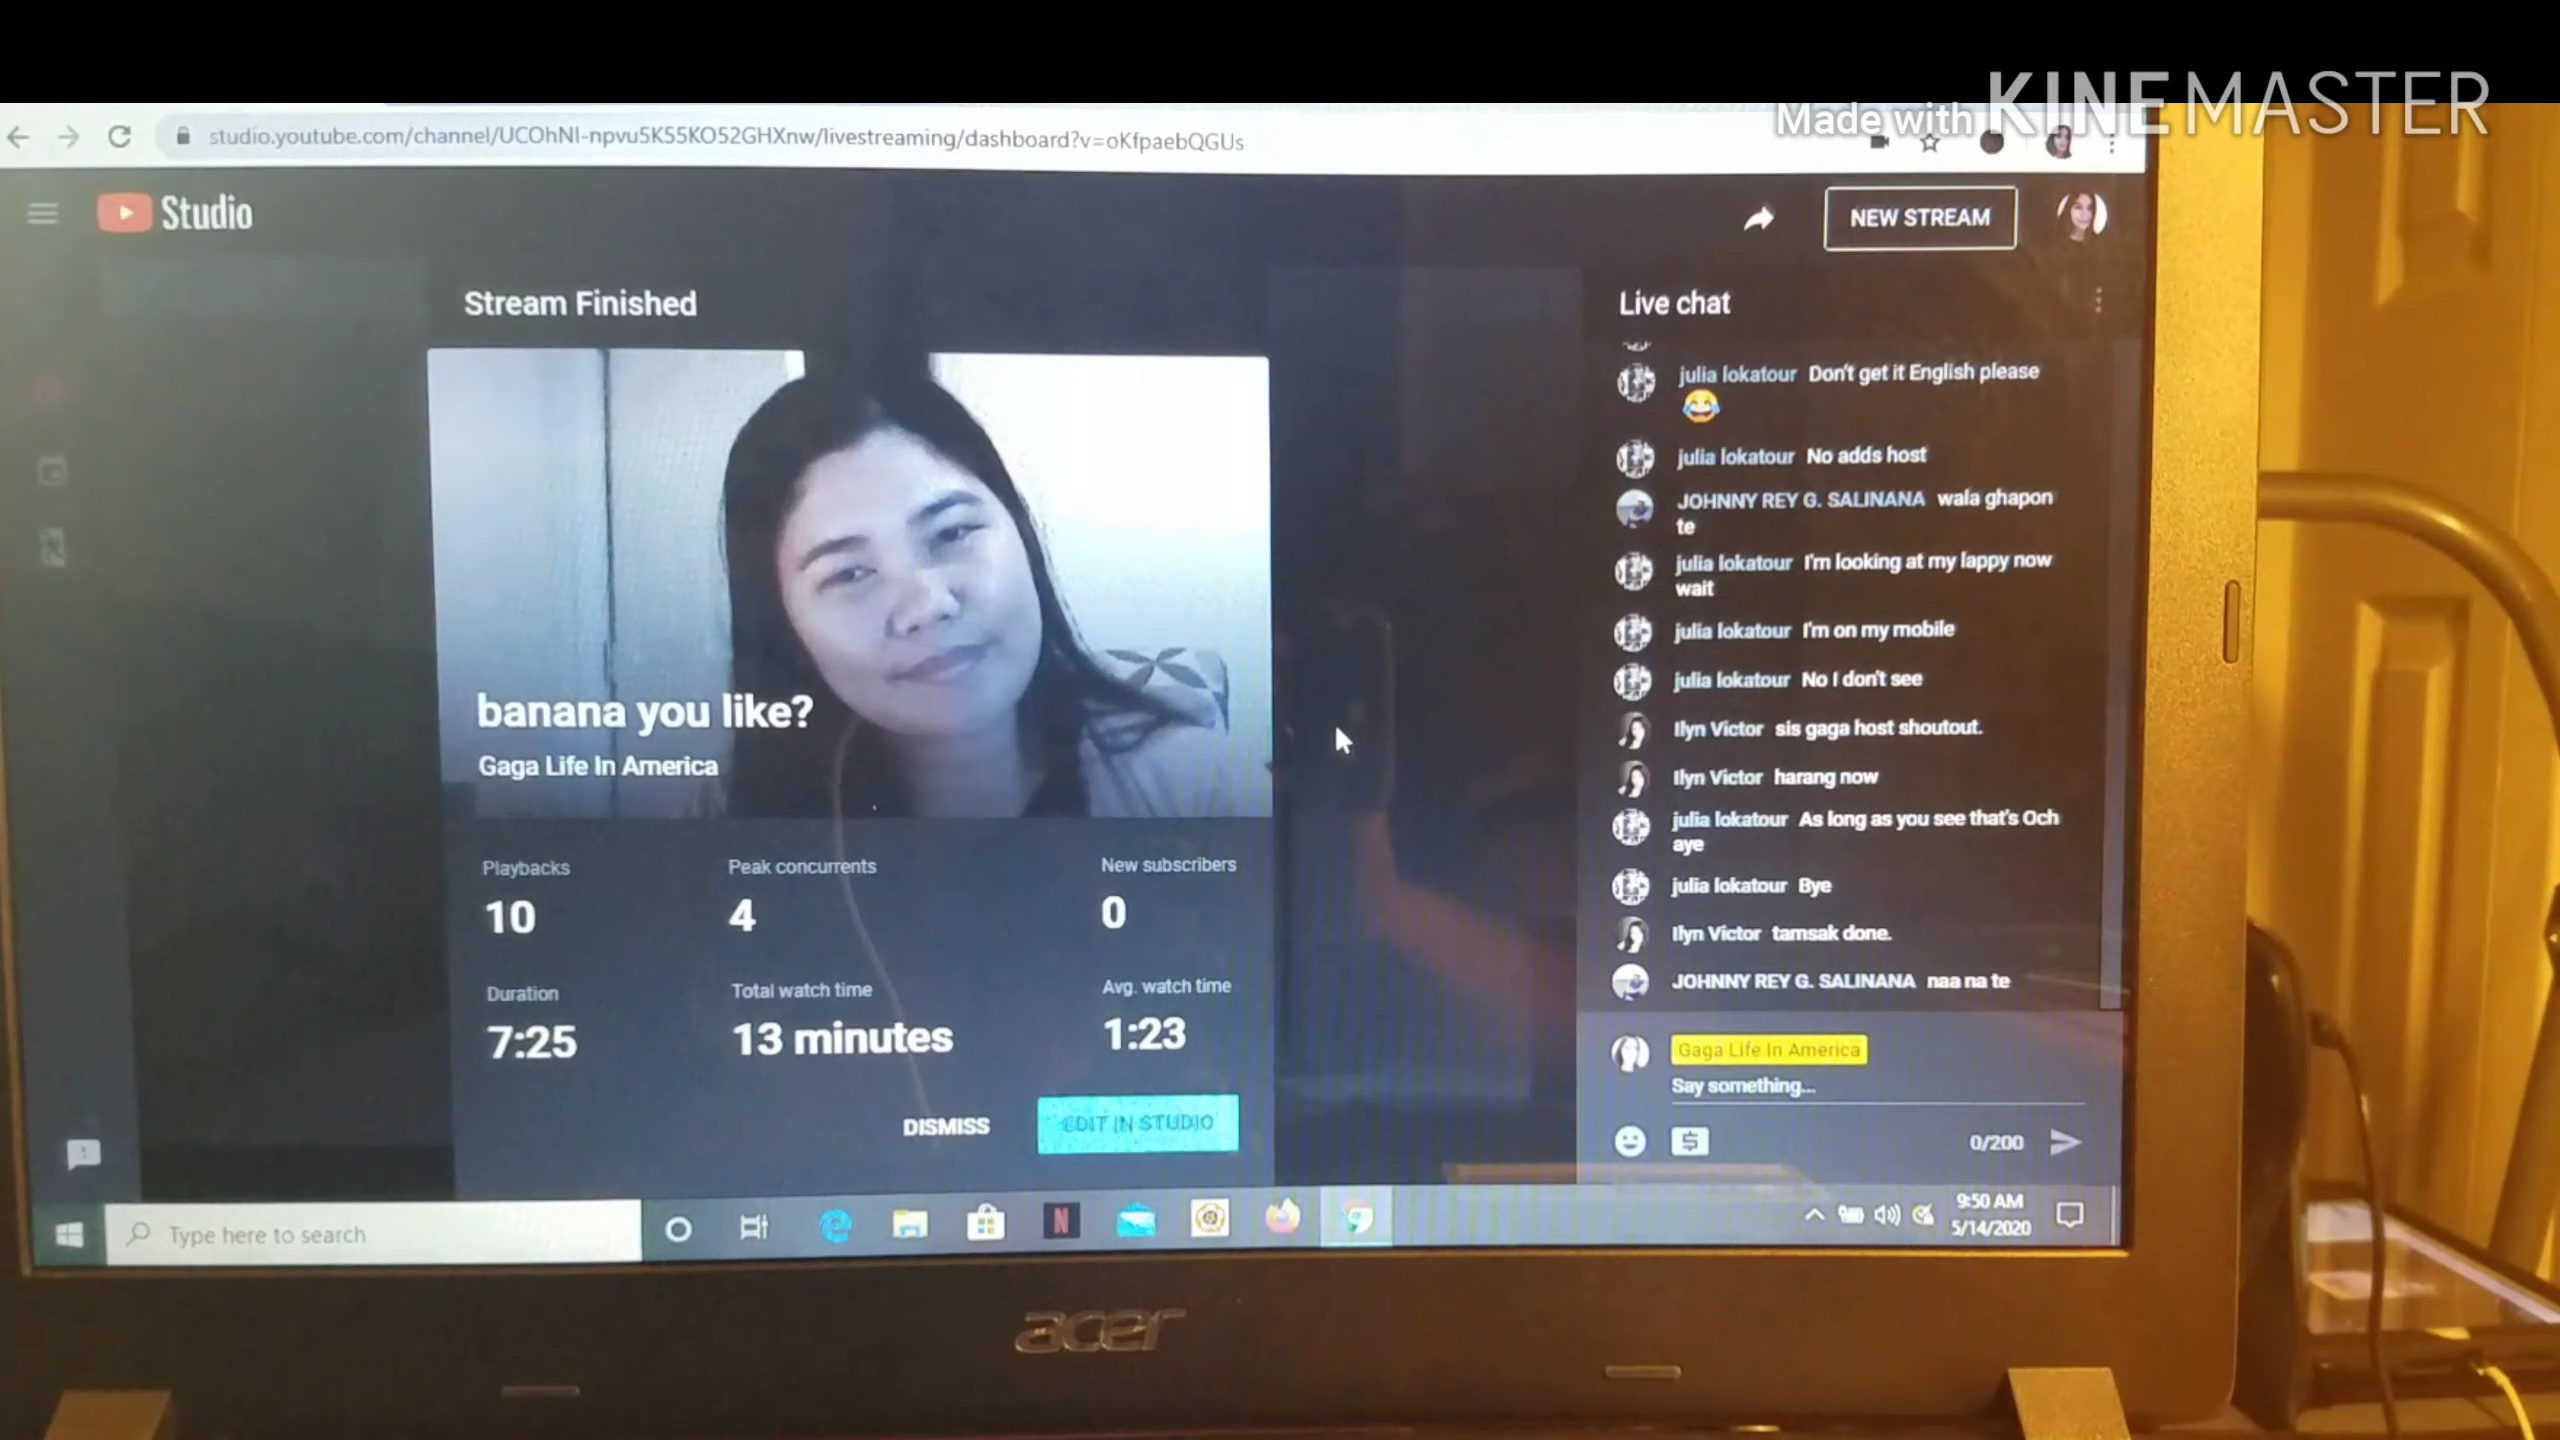 Made with KINEMASTER
studio.youtube.com/channel/UCOhNI-npvu5K55KO52GHXnw/livestreaming/dashboard?v=oKfpaebQGUs
Studio
NEW STREAM
Stream Finished
banana you like?
Gaga Life In America
Playbacks
10
Peak concurrents
4
New subscribers
0
Duration
7:25
Total watch time
13 minutes
Avg. watch time
1:23
DISMISS
EDIT IN STUDIO
Live chat
julia lokatour Don't get it English please
julia lokatour No adds host
JOHNNY REY G. SALINANA wala ghapon
te
julia lokatour I'm looking at my lappy now
wait
julia lokatour I'm on my mobile
julia lokatour No I don't see
Ilyn Victor sis gaga host shoutout.
Ilyn Victor harang now
julia lokatour As long as you see that's Och
aye
julia lokatour Bye
Ilyn Victor tamsak done.
JOHNNY REY G. SALINANA naa na te
Gaga Life In America
Say something...
0/200
Type here to search
N
9:50 AM
5/14/2020
acer